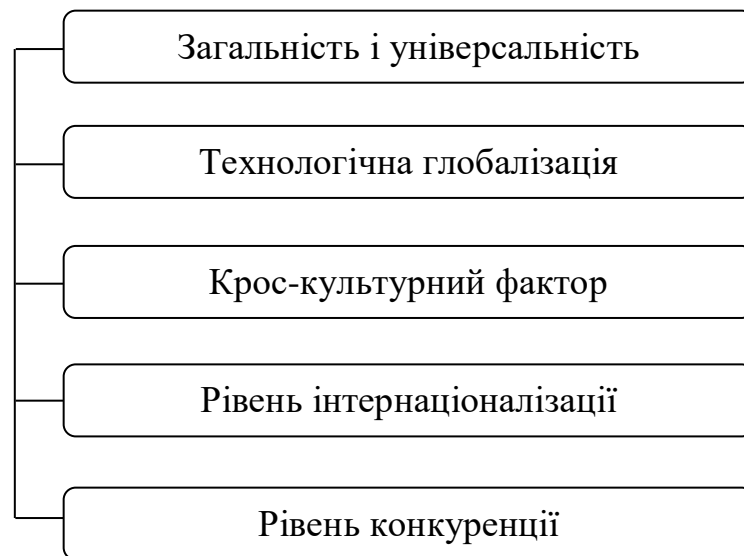 Загальність і універсальність
Технологічна глобалізація
Крос-культурний фактор
Рівень інтернаціоналізації
Рівень конкуренції